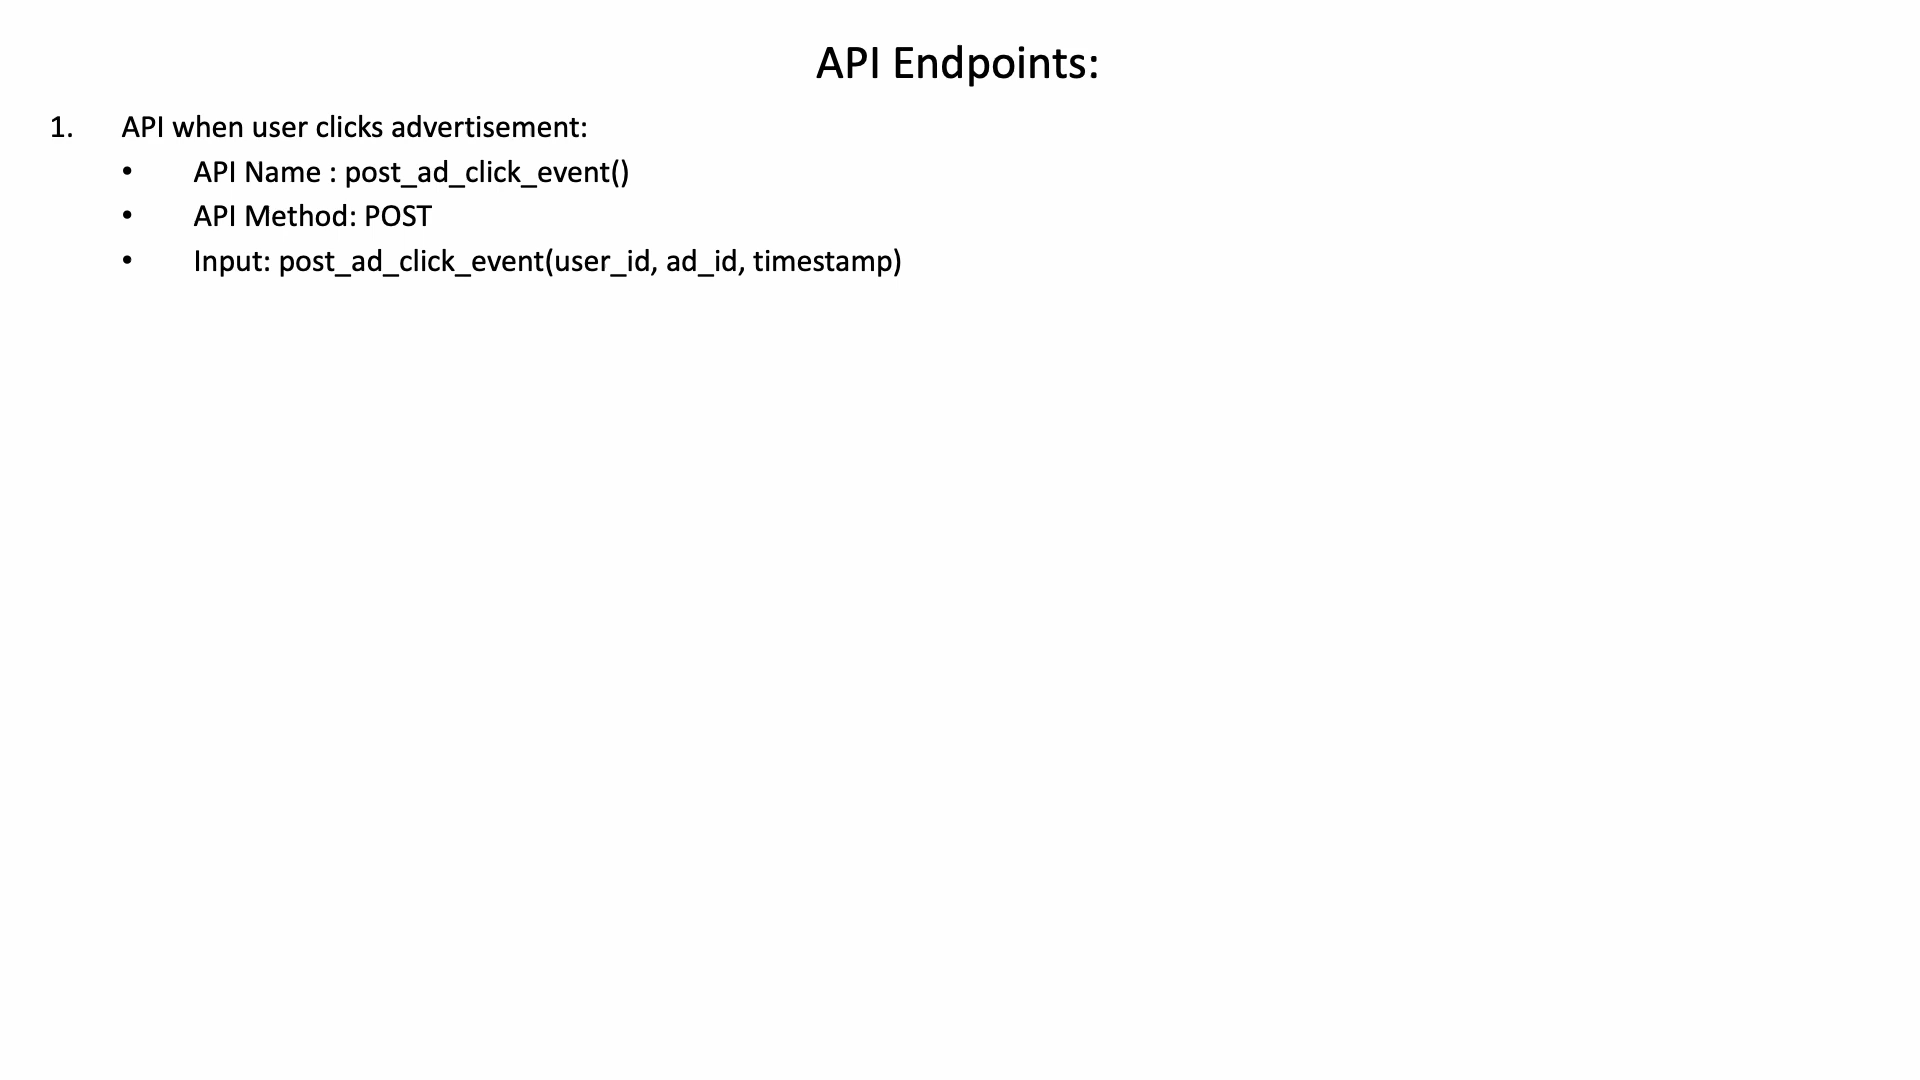 API Endpoints:
1. API when user clicks advertisement:
• API Name : post_ad_click_event()
• API Method: POST
• Input: post_ad_click_event(user_id, ad_id, timestamp)